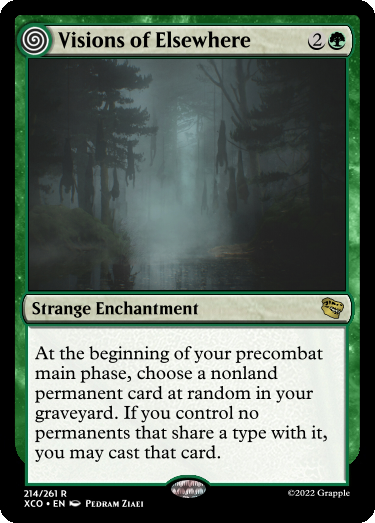 Visions of Elsewhere 2
Strange Enchantment
At the beginning of your precombat
main phase, choose a nonland
permanent card at random in your
graveyard. If you control no
permanents that share a type with it,
you may cast that card.
214/261 R
XCO • EN Pedram Ziaei
©2022 Grapple